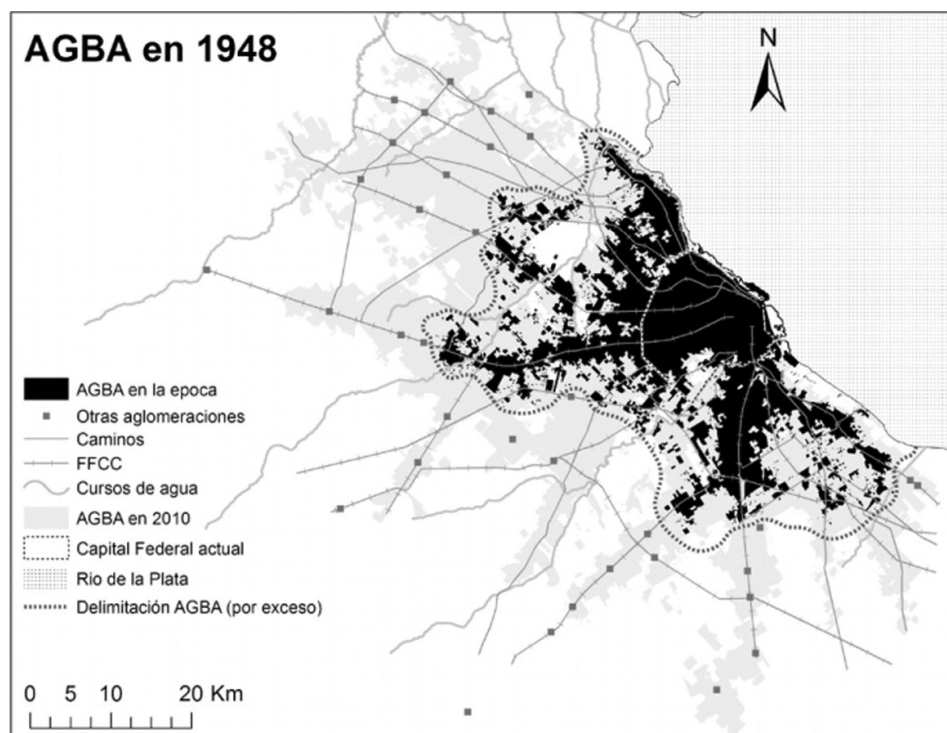 AGBA en 1948
N
AGBA en la epoca
Otras aglomeraciones
Caminos
FFCC
Cursos de agua
AGBA en 2010
Capital Federal actual
Rio de la Plata
Delimitación AGBA (por exceso)
0 5 10 20 Km